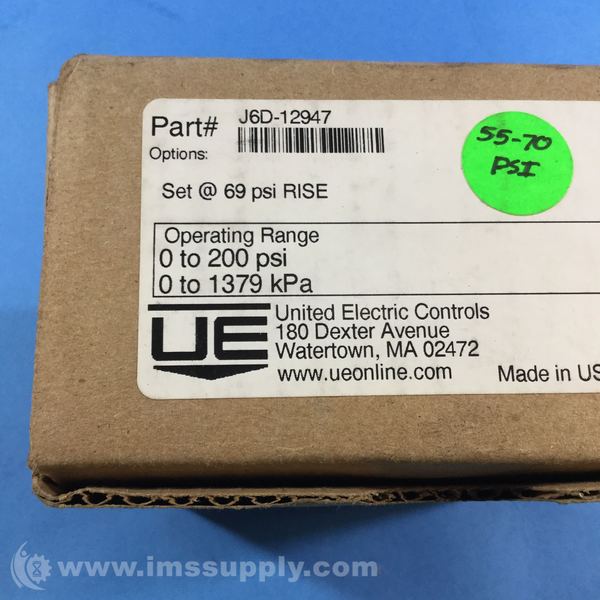 Part# J6D-12947
Options:
55-70
PSI
Set @ 69 psi RISE
Operating Range
0 to 200 psi
0 to 1379 kPa
UE
United Electric Controls
180 Dexter Avenue
Watertown, MA 02472
www.ueonline.com
Made in US
© www.imssupply.com/